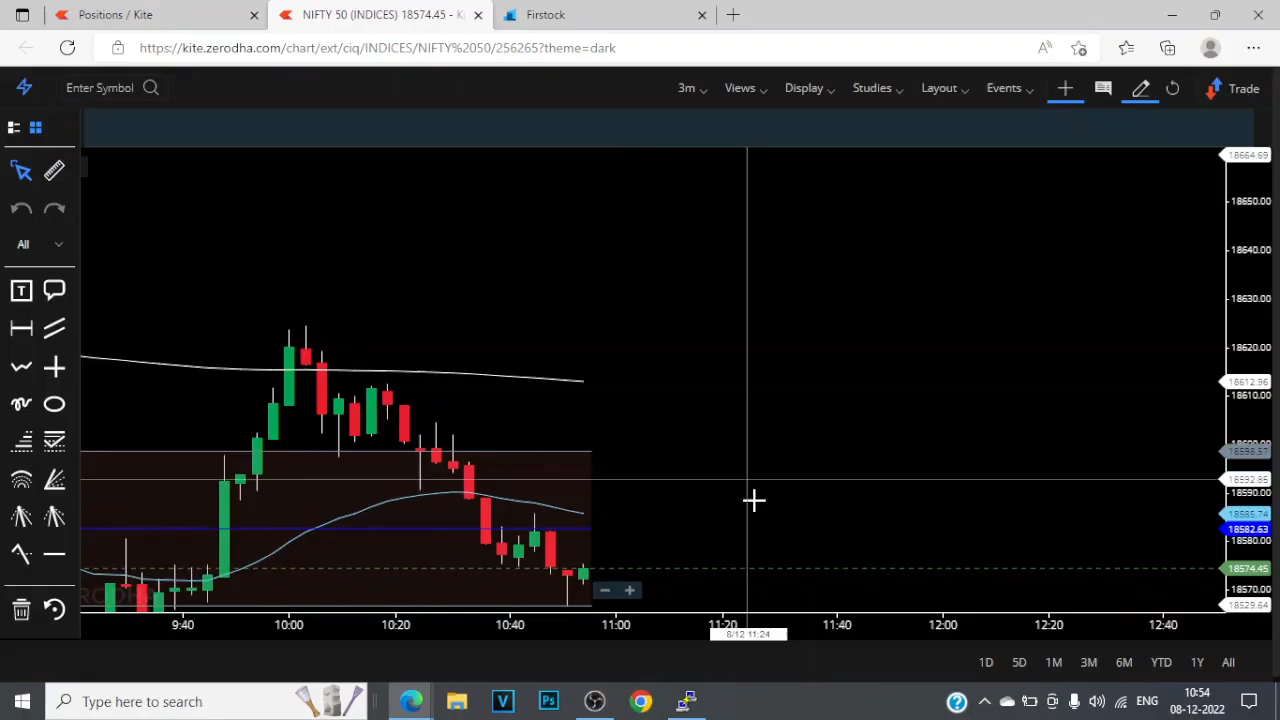 Positions / Kite
NIFTY 50 (INDICES) 18574.45 - Ki
Firstock
https://kite.zerodha.com/chart/ext/ciq/INDICES/NIFTY%2050/256265?theme=dark
Enter Symbol
3m
Views
Display
Studies
Layout
Events
Trade
All
18664.69
18650.00
18640.00
18630.00
18620.00
18612.96
18610.00
18592.85
18590.00
18585.74
18582.63
18580.00
18574.45
18570.00
9:40
10:00
10:20
10:40
11:00
11:20
11:40
12:00
12:20
12:40
8/12 11:24
1D
5D
1M
3M
6M
YTD
1Y
All
Type here to search
ENG
10:54
08-12-2022